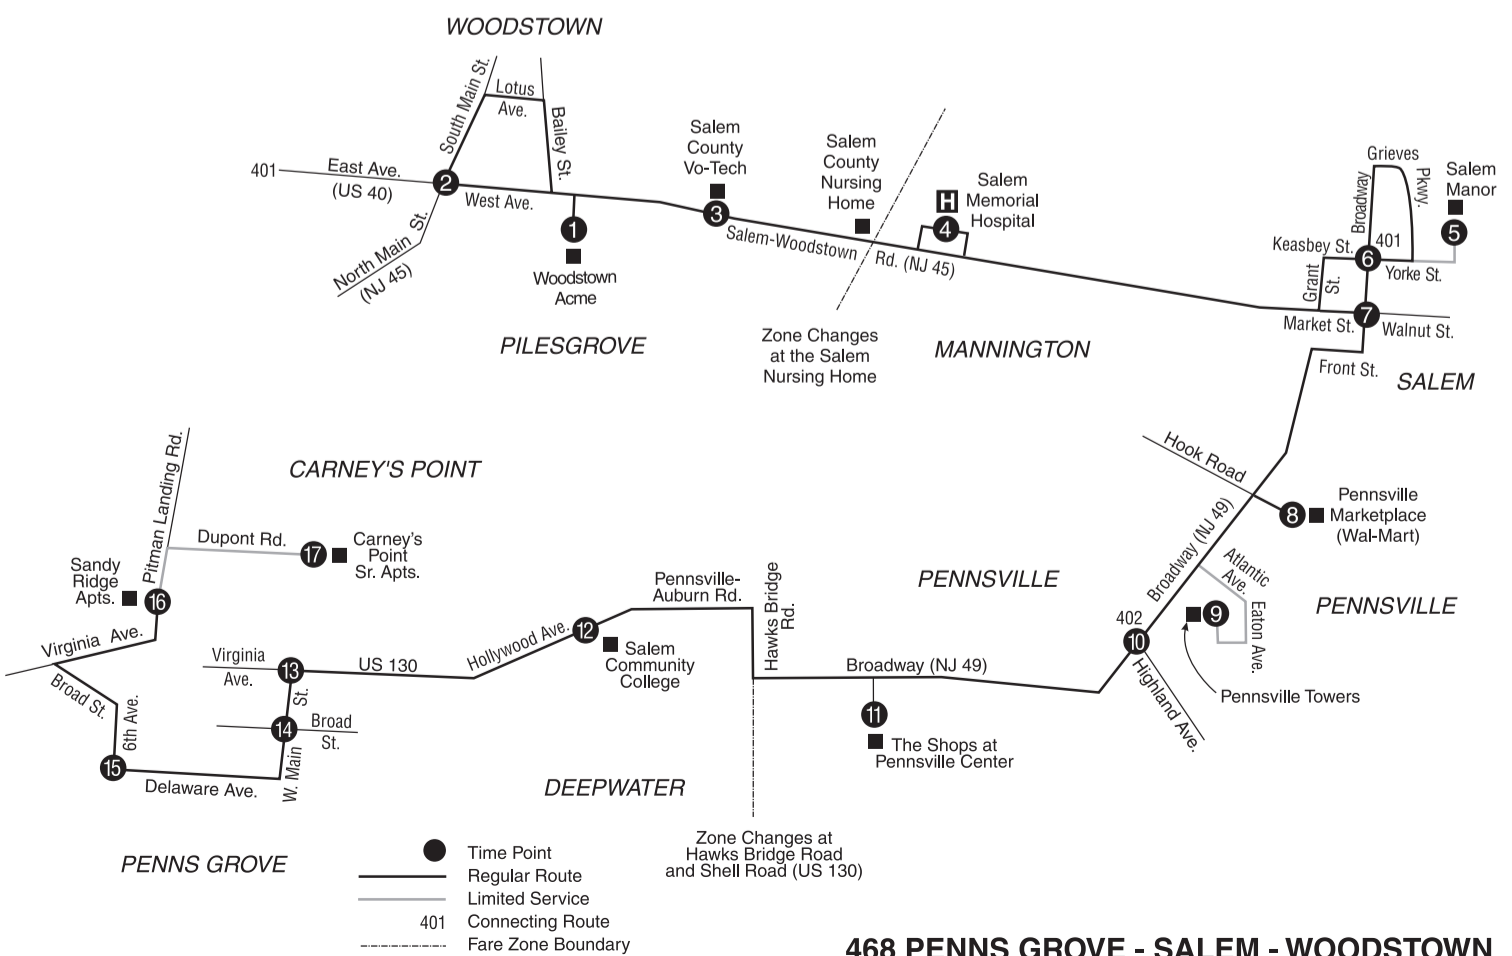 WOODSTOWN
South Main St.
Lotus
Ave.
Bailey St.
401
East Ave.
(US 40)
2
West Ave.
North Main St.
(NJ 45)
1
Woodstown
Acme
Salem
County
Vo-Tech
3
Salem-Woodstown Rd. (NJ 45)
Salem
County
Nursing
Home
H
4
Salem
Memorial
Hospital
Zone Changes
at the Salem
Nursing Home
PILESGROVE
MANNINGTON
Grieves
Pkwy.
Broadway
401
Salem
Manor
5
Keasbey St.
6
Yorke St.
Grant
St.
Market St.
7
Walnut St.
Front St.
SALEM
Hook Road
8
Pennsville
Marketplace
(Wal-Mart)
Broadway (NJ 49)
Atlantic
Ave.
Eaton Ave.
9
PENNSVILLE
PENNSVILLE
402
10
Highland Ave.
Pennsville Towers
CARNEY'S POINT
Pitman Landing Rd.
Dupont Rd.
17
Carney's
Point
Sr. Apts.
Sandy
Ridge
Apts.
16
Virginia Ave.
Broad St.
6th Ave.
15
Delaware Ave.
W. Main St.
Virginia
Ave.
13
14
Broad
St.
US 130
Hollywood Ave.
12
Salem
Community
College
Pennsville-
Auburn Rd.
Hawks Bridge
Rd.
Broadway (NJ 49)
11
The Shops at
Pennsville Center
DEEPWATER
PENNS GROVE
Zone Changes at
Hawks Bridge Road
and Shell Road (US 130)
Time Point
Regular Route
Limited Service
401 Connecting Route
Fare Zone Boundary
468 PENNS GROVE - SALEM - WOODSTOWN